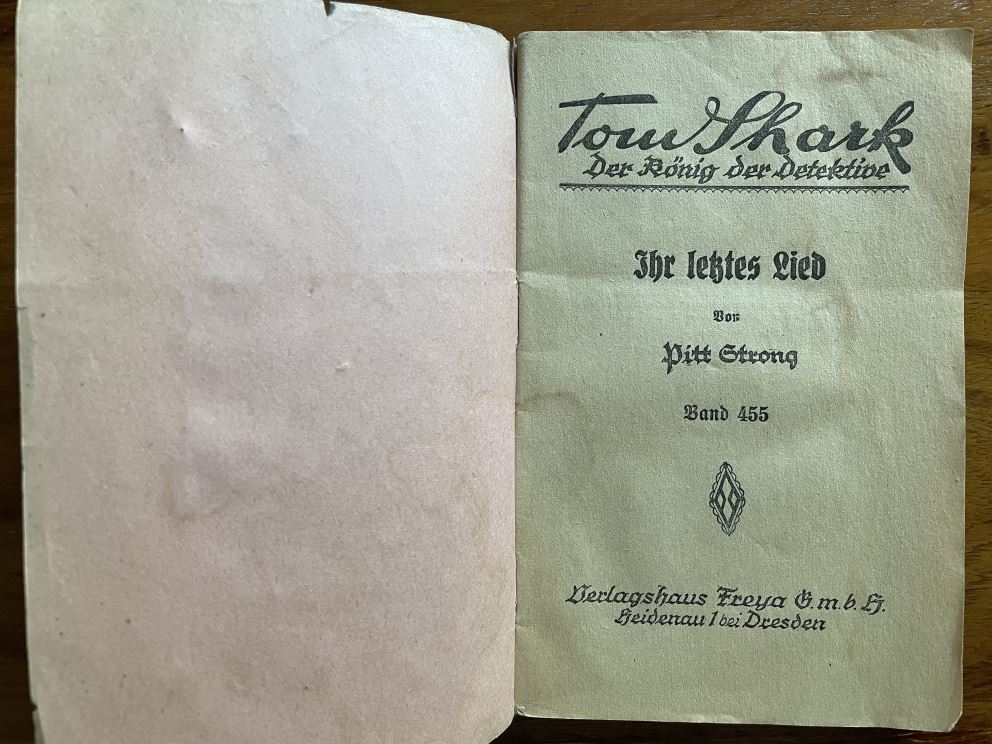 Tom Shark
Der König der Detektive
Ihr letztes Lied
Von
Pitt Strong
Band 455
Verlagshaus Freya G. m. b. H.
Heidenau 1 bei Dresden